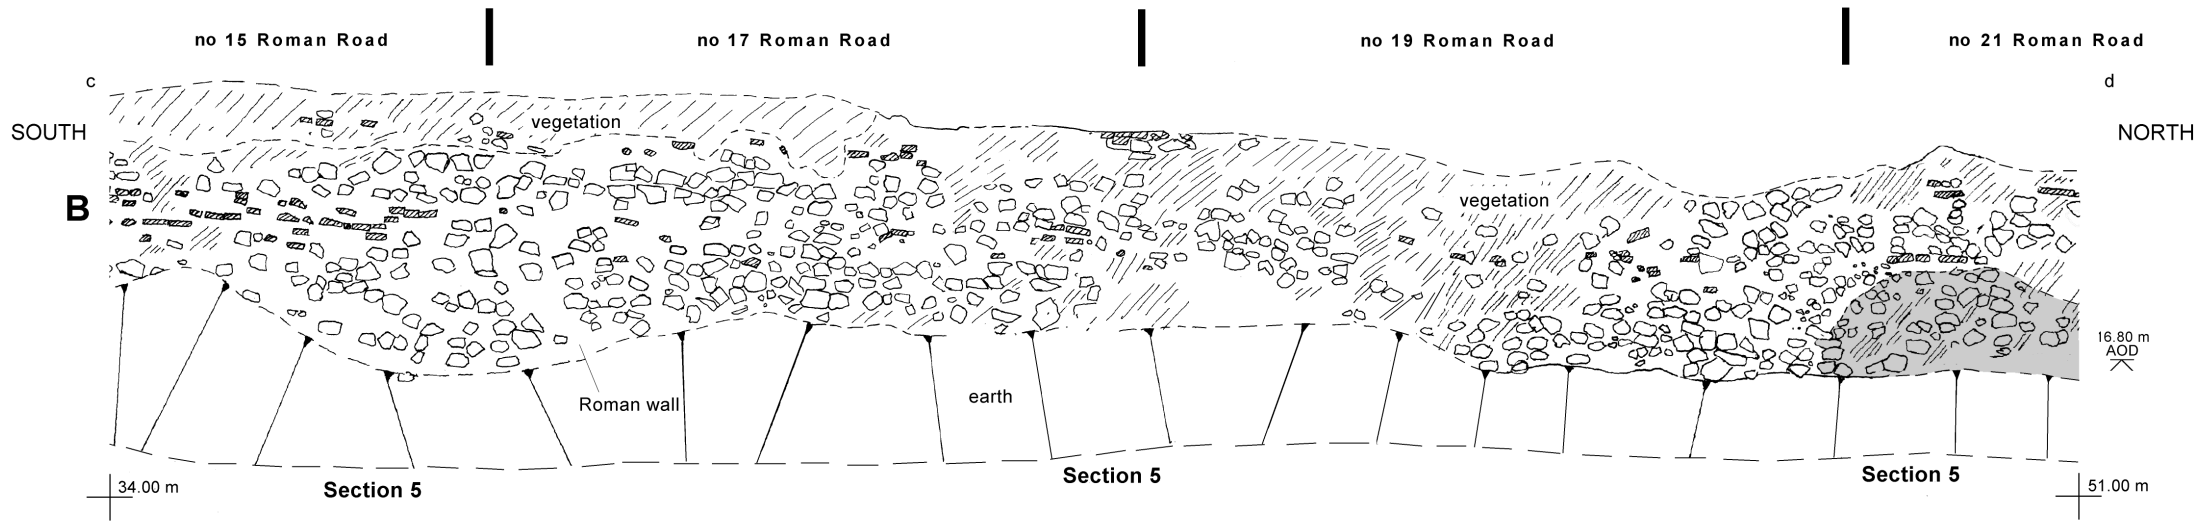 no 15 Roman Road
no 17 Roman Road
no 19 Roman Road
no 21 Roman Road
c
d
SOUTH
vegetation
NORTH
B
vegetation
16.80 m
AOD
Roman wall
earth
Section 5
Section 5
Section 5
34.00 m
51.00 m